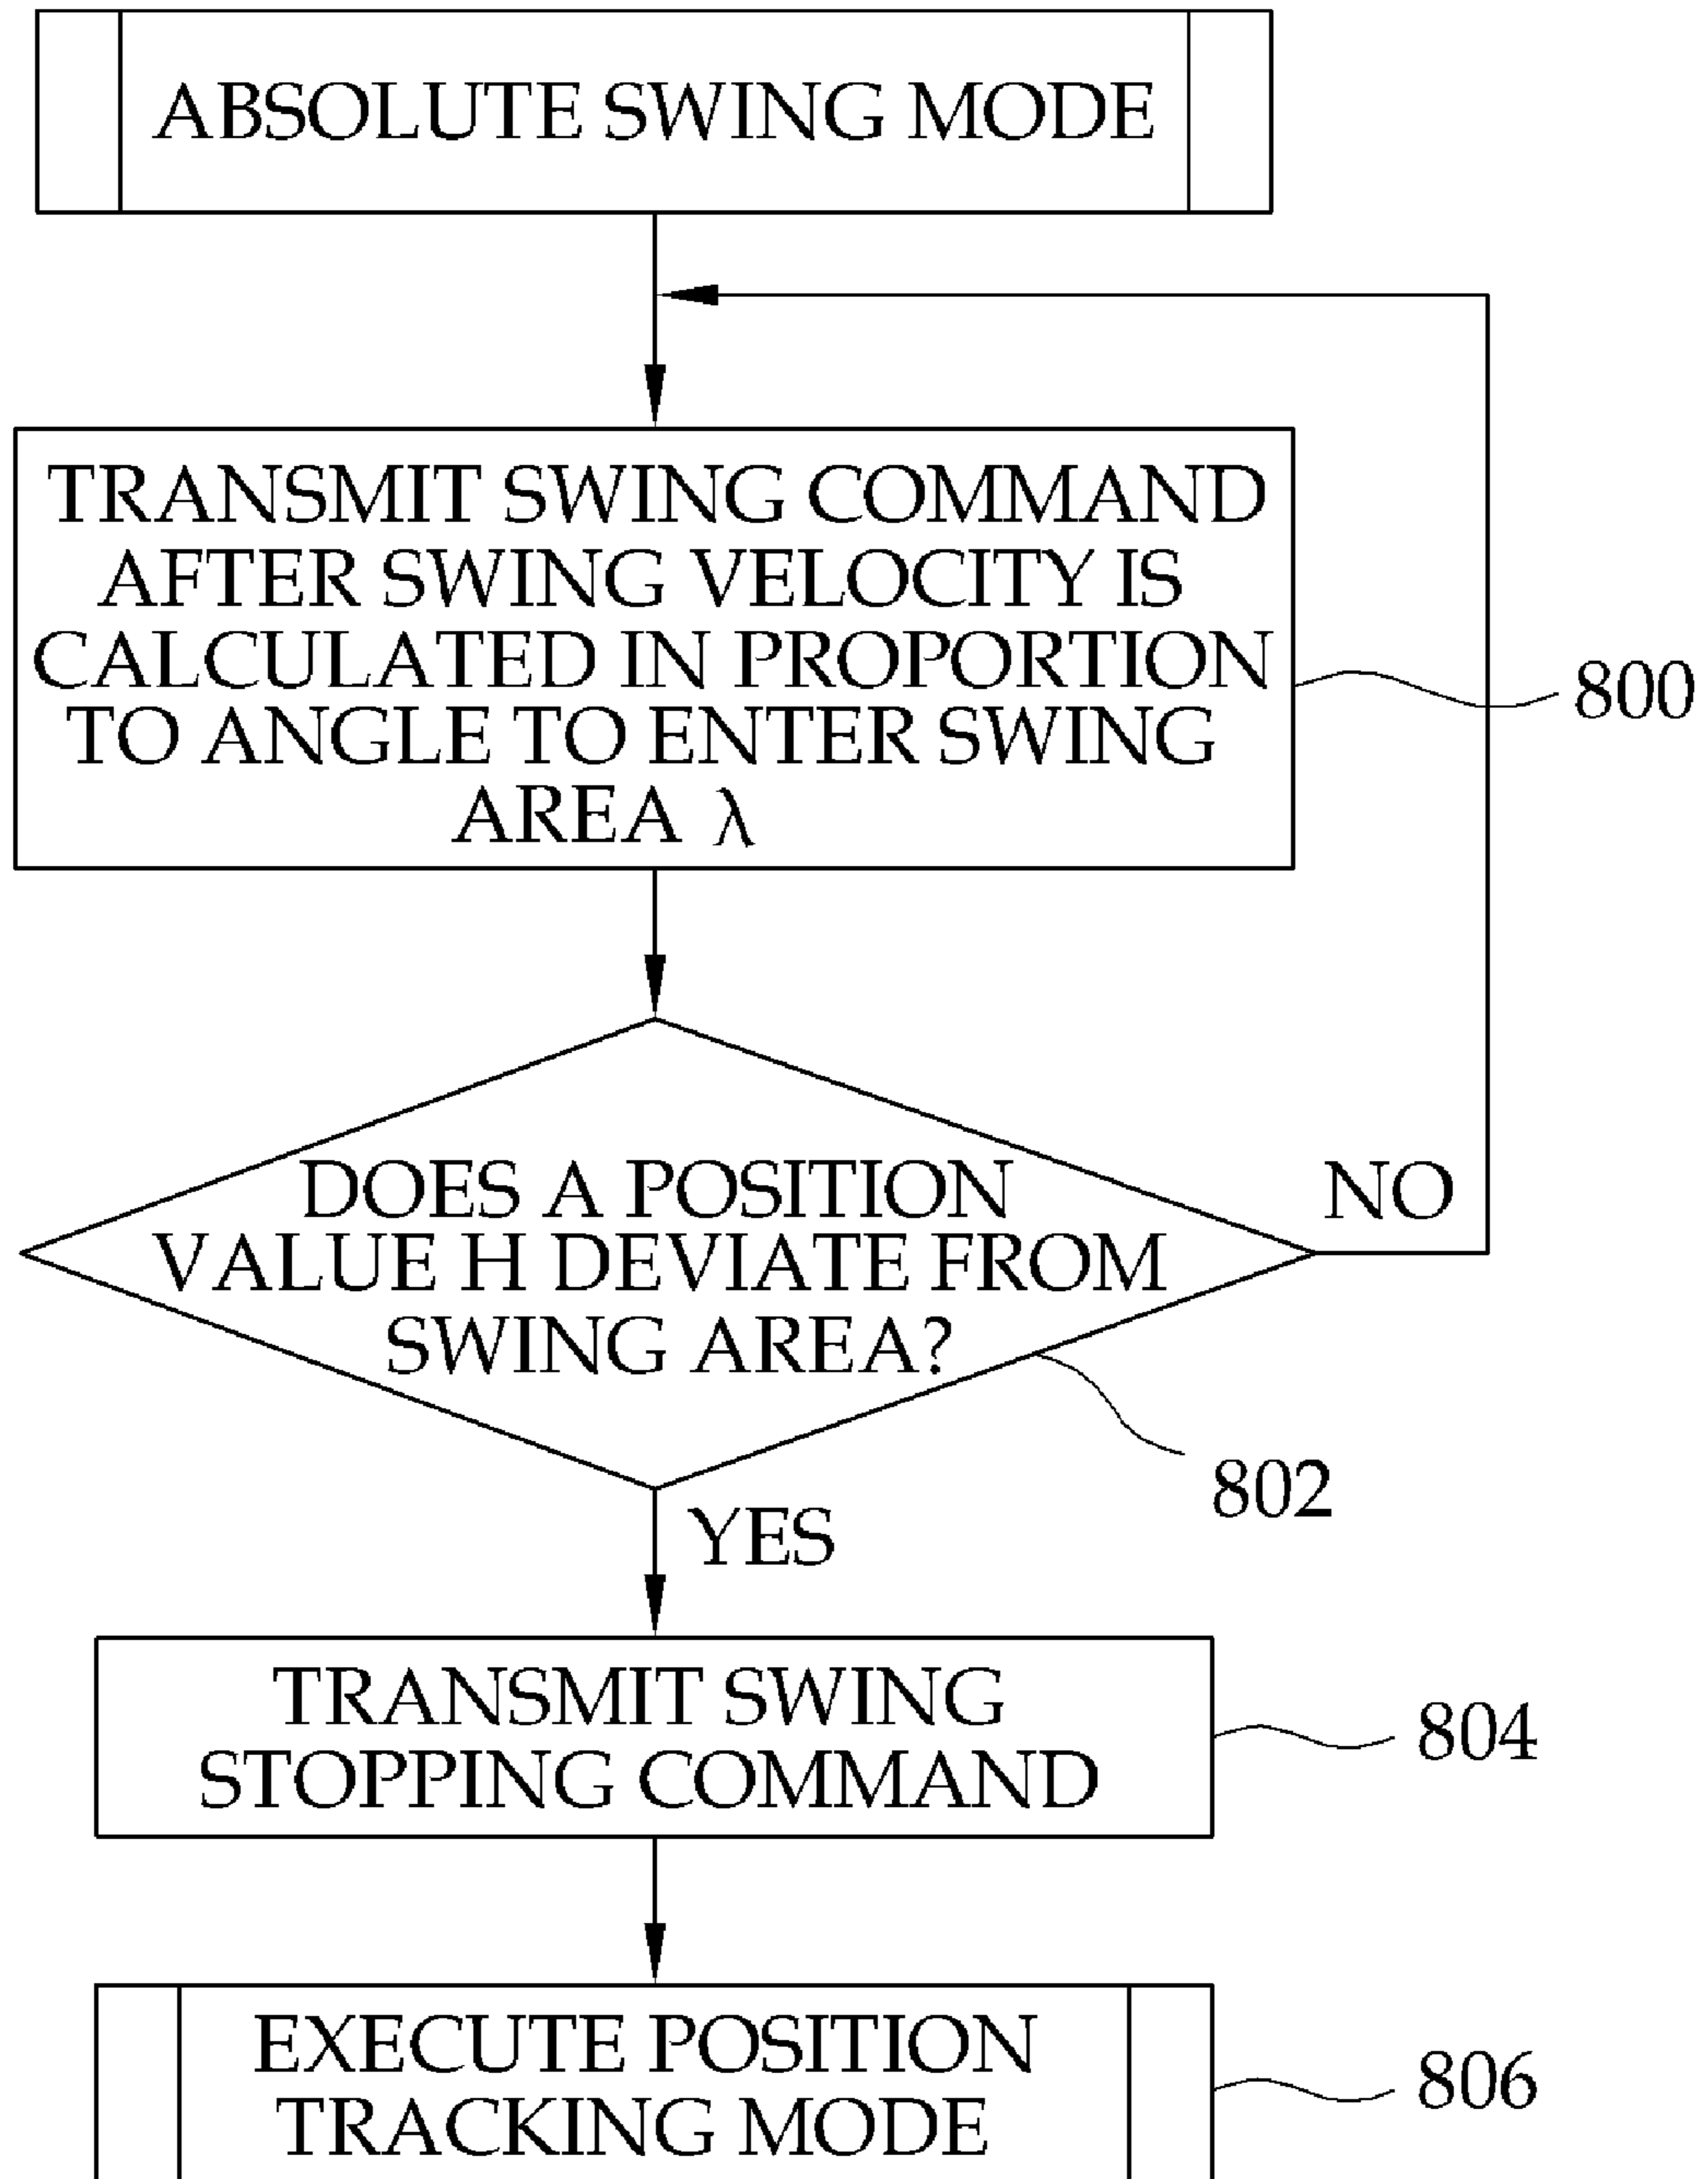 ABSOLUTE SWING MODE
TRANSMIT SWING COMMAND
AFTER SWING VELOCITY IS
CALCULATED IN PROPORTION
TO ANGLE TO ENTER SWING
AREA λ
800
DOES A POSITION
VALUE H DEVIATE FROM
SWING AREA?
NO
802
YES
TRANSMIT SWING
STOPPING COMMAND
804
EXECUTE POSITION
TRACKING MODE
806